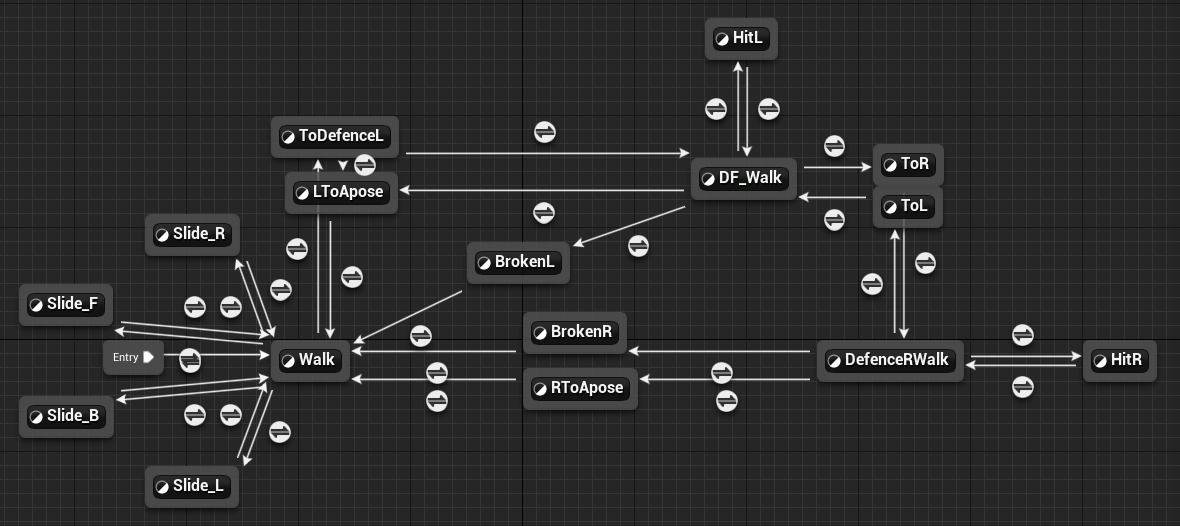 HitL
ToDefenceL
ToR
DF_Walk
LToApose
ToL
Slide_R
BrokenL
Slide_F
BrokenR
Entry
Walk
DefenceRWalk
HitR
RToApose
Slide_B
Slide_L